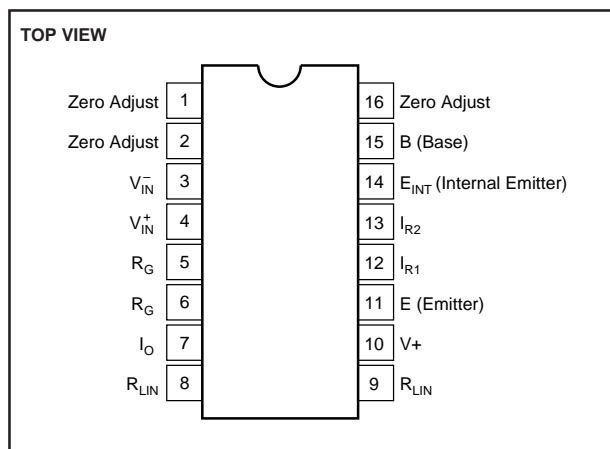 TOP VIEW
Zero Adjust 1
Zero Adjust 2
V⁻IN 3
V⁺IN 4
RG 5
RG 6
IO 7
RLIN 8
16 Zero Adjust
15 B (Base)
14 EINT (Internal Emitter)
13 IR2
12 IR1
11 E (Emitter)
10 V+
9 RLIN